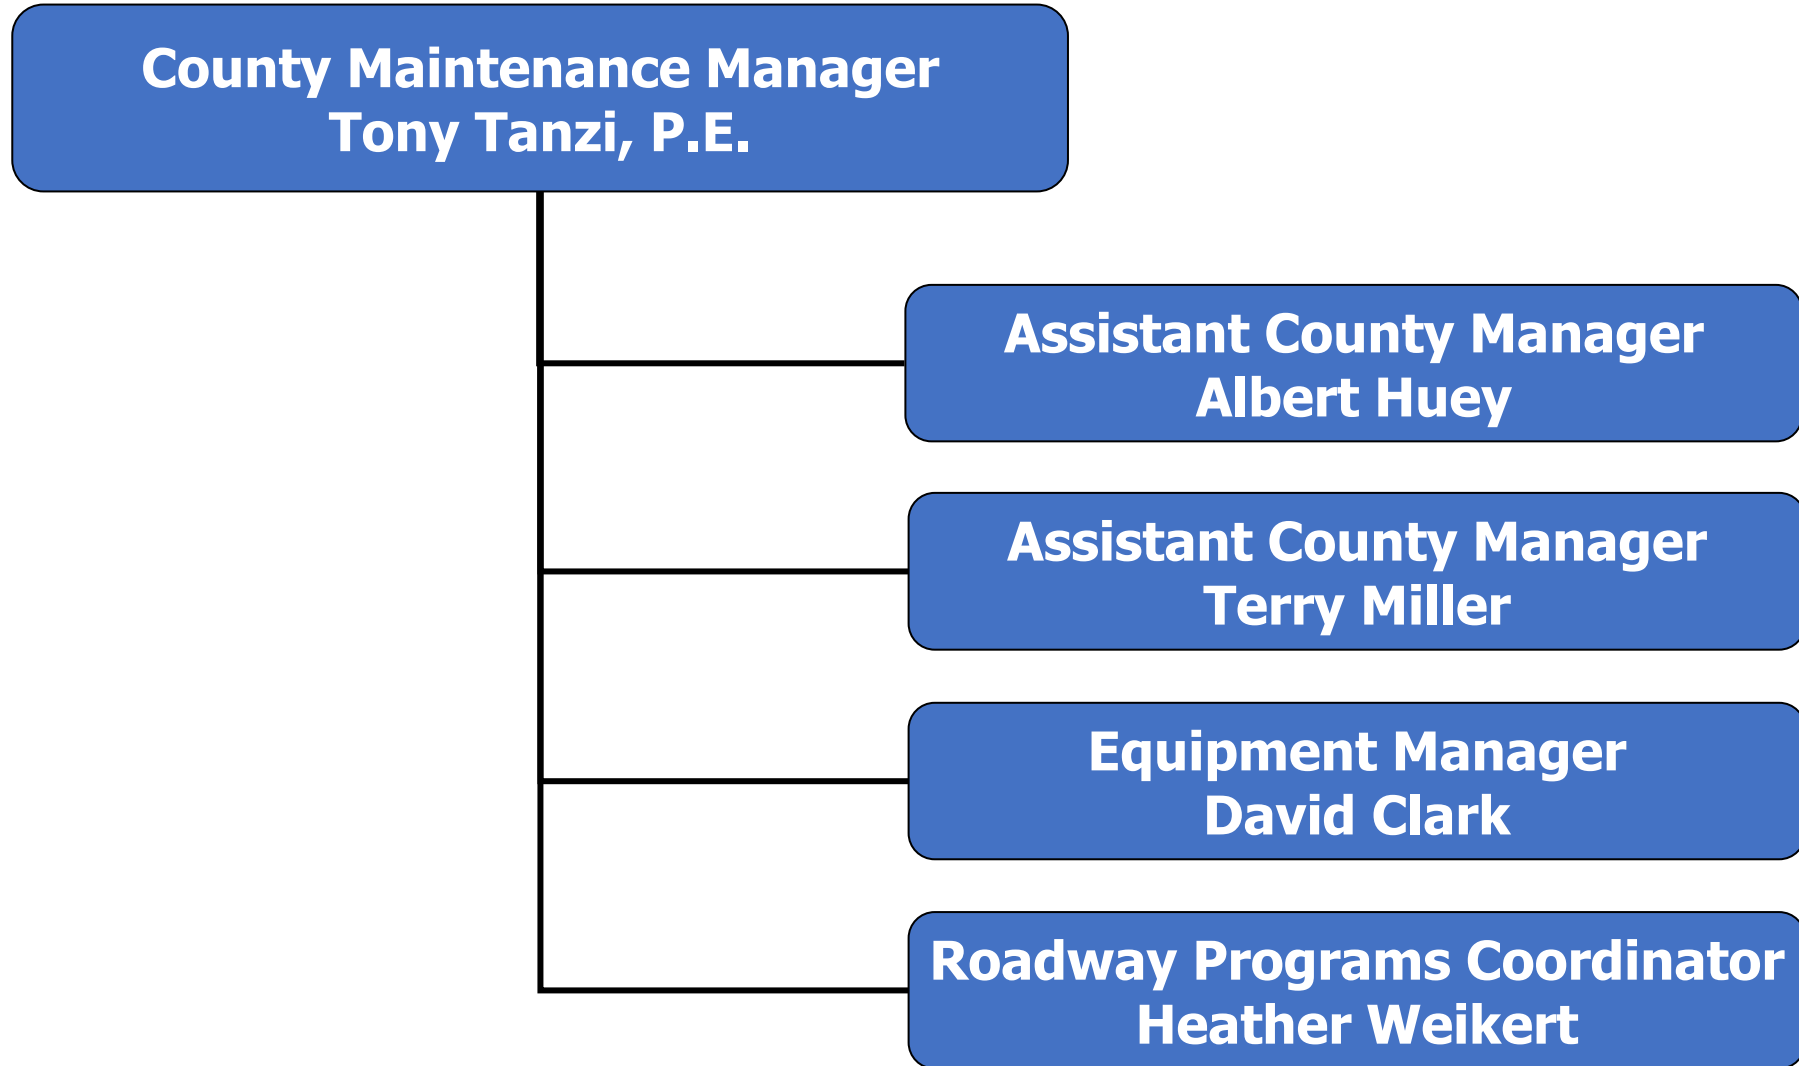 County Maintenance Manager
Tony Tanzi, P.E.
Assistant County Manager
Albert Huey
Assistant County Manager
Terry Miller
Equipment Manager
David Clark
Roadway Programs Coordinator
Heather Weikert